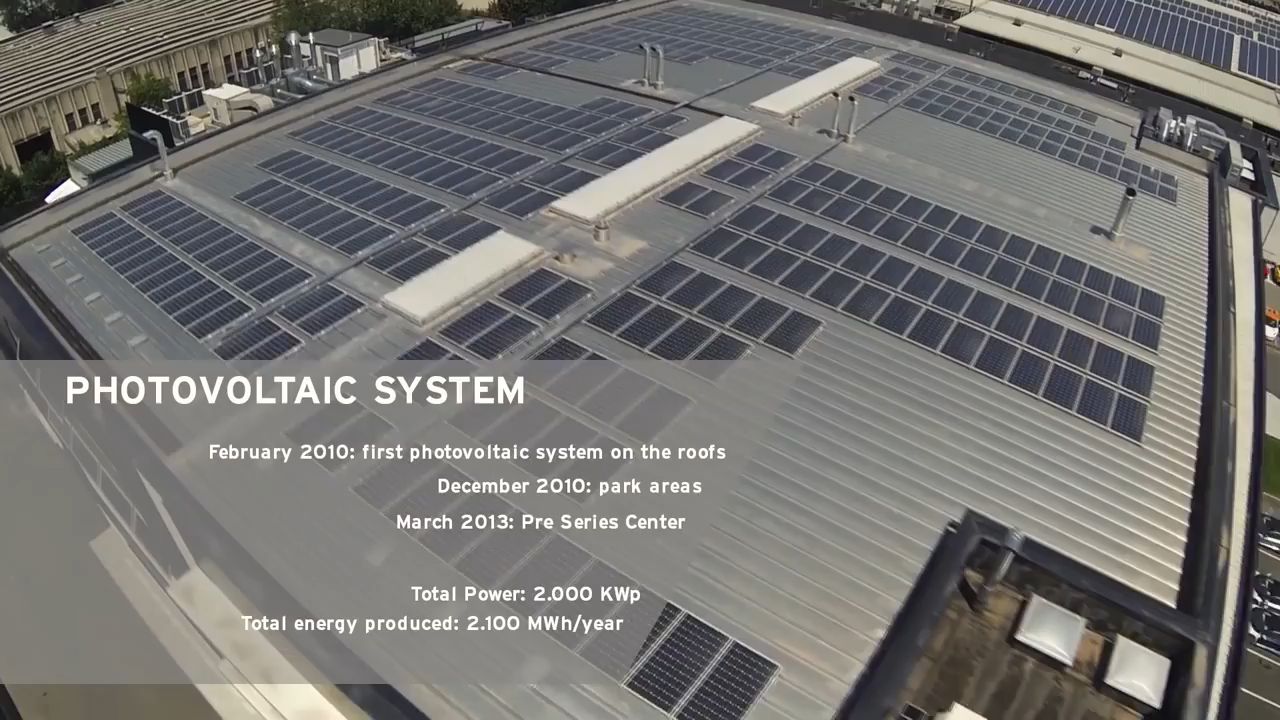 PHOTOVOLTAIC SYSTEM
February 2010: first photovoltaic system on the roofs
December 2010: park areas
March 2013: Pre Series Center
Total Power: 2.000 KWp
Total energy produced: 2.100 MWh/year